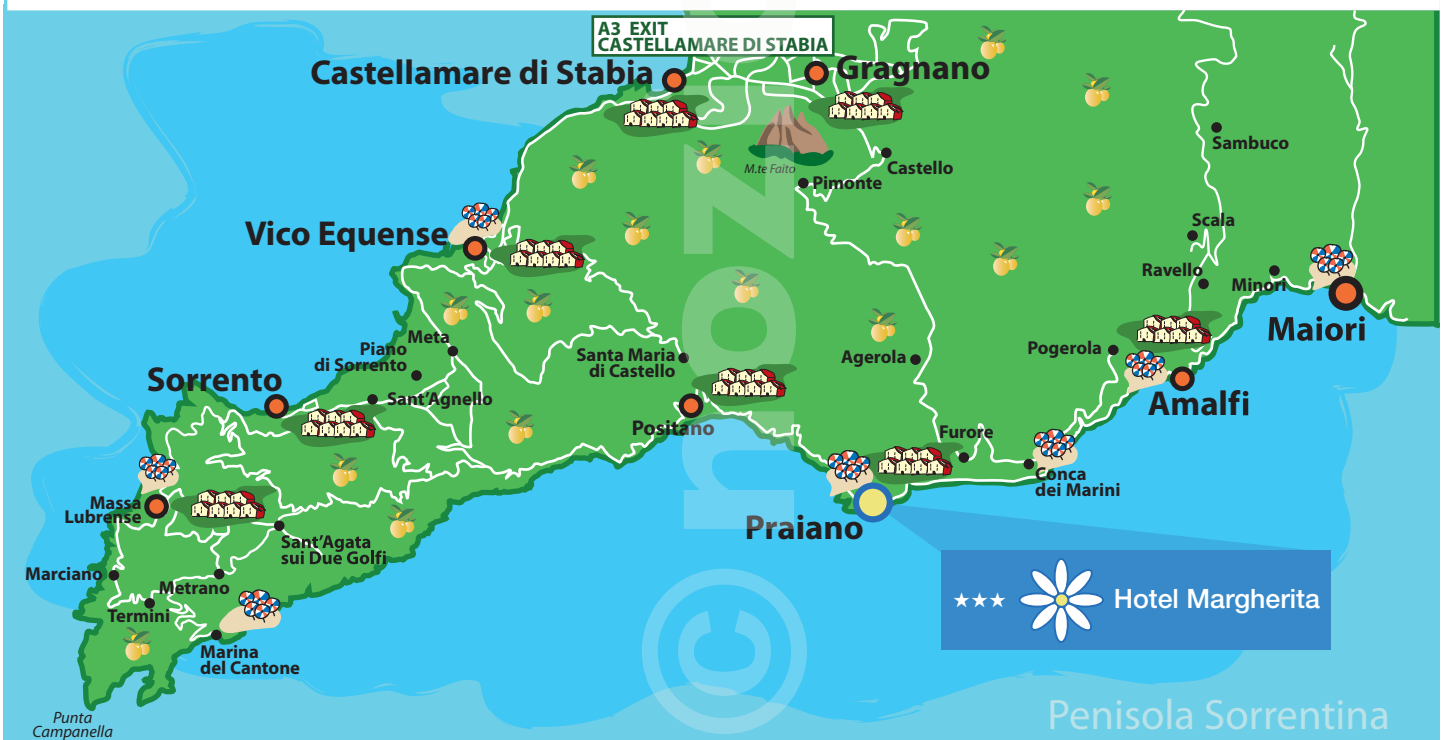 A3 EXIT
CASTELLAMARE DI STABIA
Castellamare di Stabia
Gragnano
Sambuco
Castello
M.te Faito
Pimonte
Scala
Vico Equense
Ravello
Minori
Maiori
Meta
Piano
di Sorrento
Santa Maria
di Castello
Agerola
Pogerola
Sorrento
Sant'Agnello
Amalfi
Positano
Furore
Conca
dei Marini
Massa
Lubrense
Praiano
Sant'Agata
sui Due Golfi
Marciano
Metrano
Termini
Hotel Margherita
Marina
del Cantone
Punta
Campanella
Penisola Sorrentina